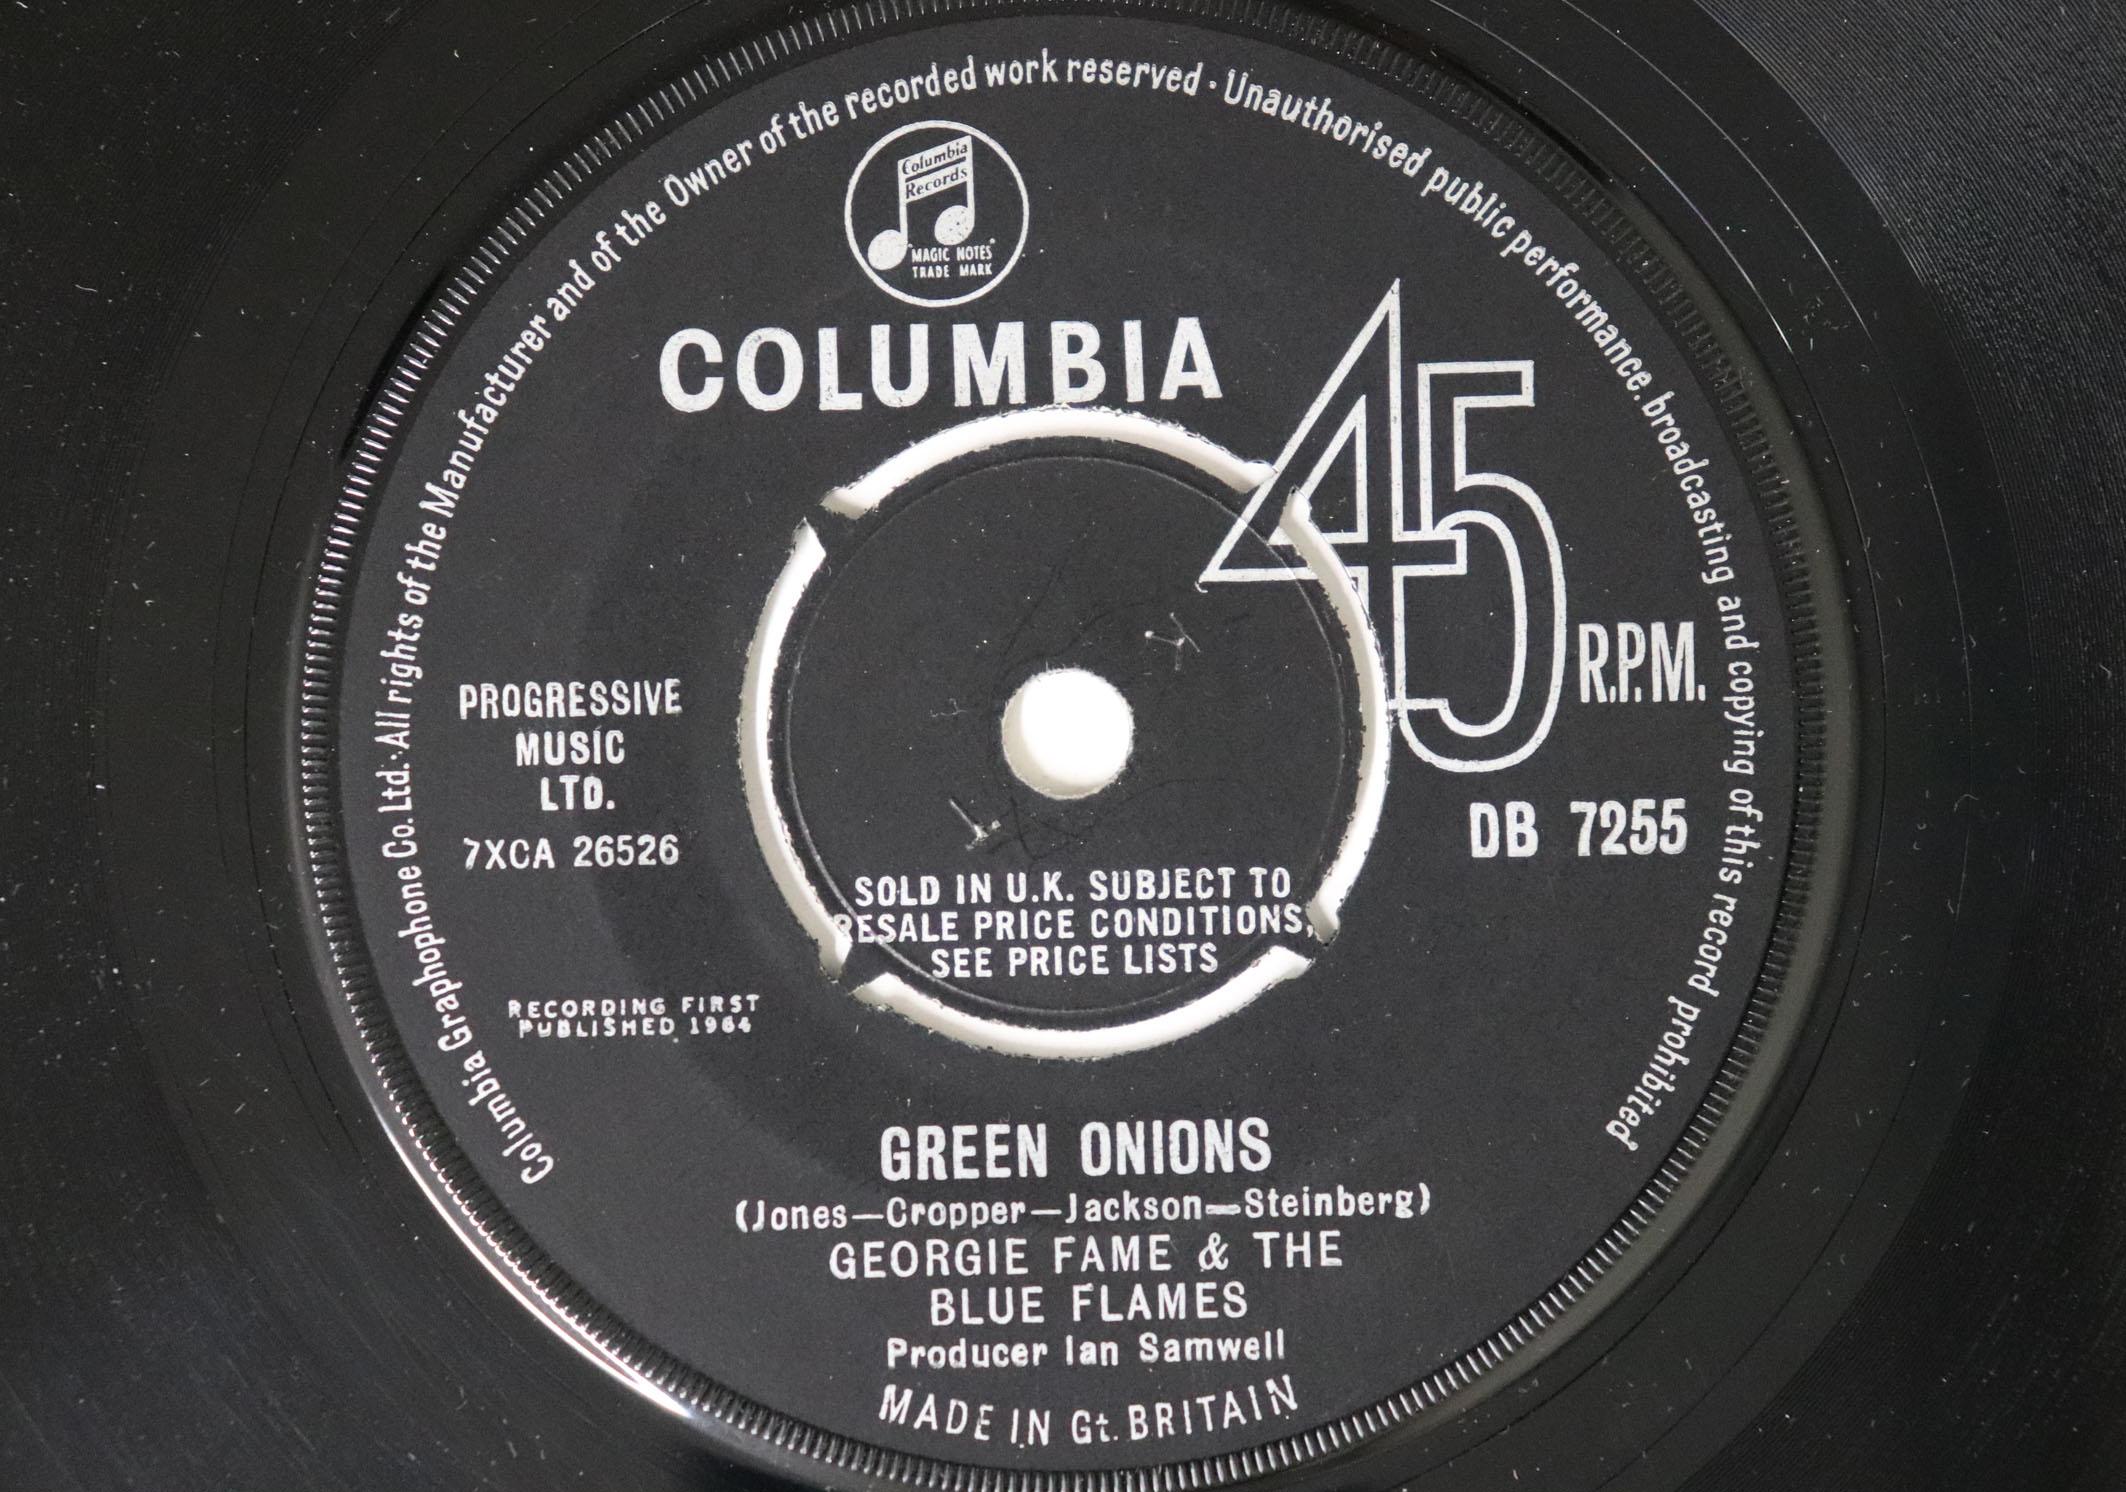 Columbia Graphophone Co. Ltd. · All rights of the Manufacturer and of the Owner of the recorded work reserved · Unauthorised public performance, broadcasting and copying of this record prohibited
Columbia
Records
"MAGIC NOTES"
TRADE MARK
COLUMBIA
45 R.P.M.
PROGRESSIVE
MUSIC
LTD.
7XCA 26526
DB 7255
SOLD IN U.K. SUBJECT TO
RESALE PRICE CONDITIONS,
SEE PRICE LISTS
RECORDING FIRST
PUBLISHED 1964
GREEN ONIONS
(Jones—Cropper—Jackson—Steinberg)
GEORGIE FAME & THE
BLUE FLAMES
Producer Ian Samwell
MADE IN Gt. BRITAIN